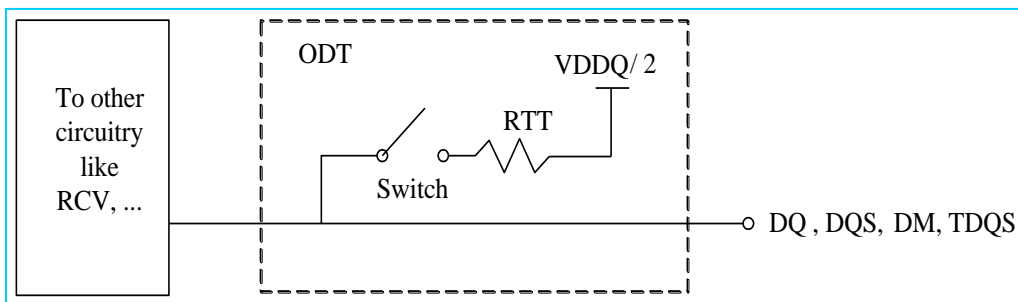 ODT
VDDQ/ 2
To other
circuitry
like
RCV, ...
RTT
Switch
DQ , DQS, DM, TDQS